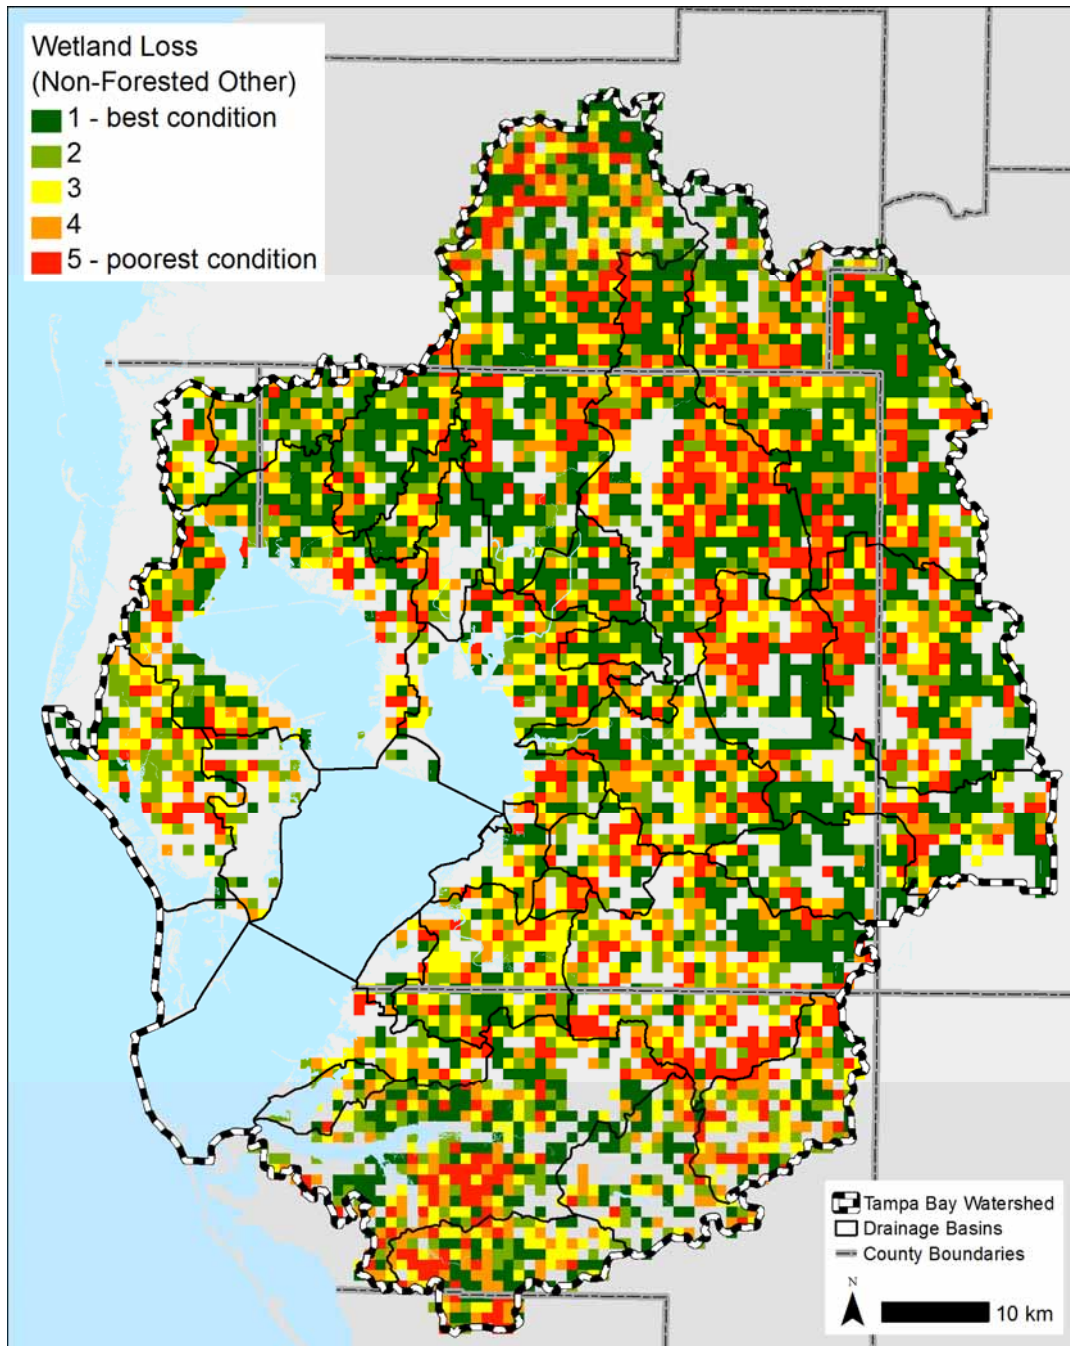 Wetland Loss
(Non-Forested Other)
1 - best condition
2
3
4
5 - poorest condition
Tampa Bay Watershed
Drainage Basins
County Boundaries
N
10 km